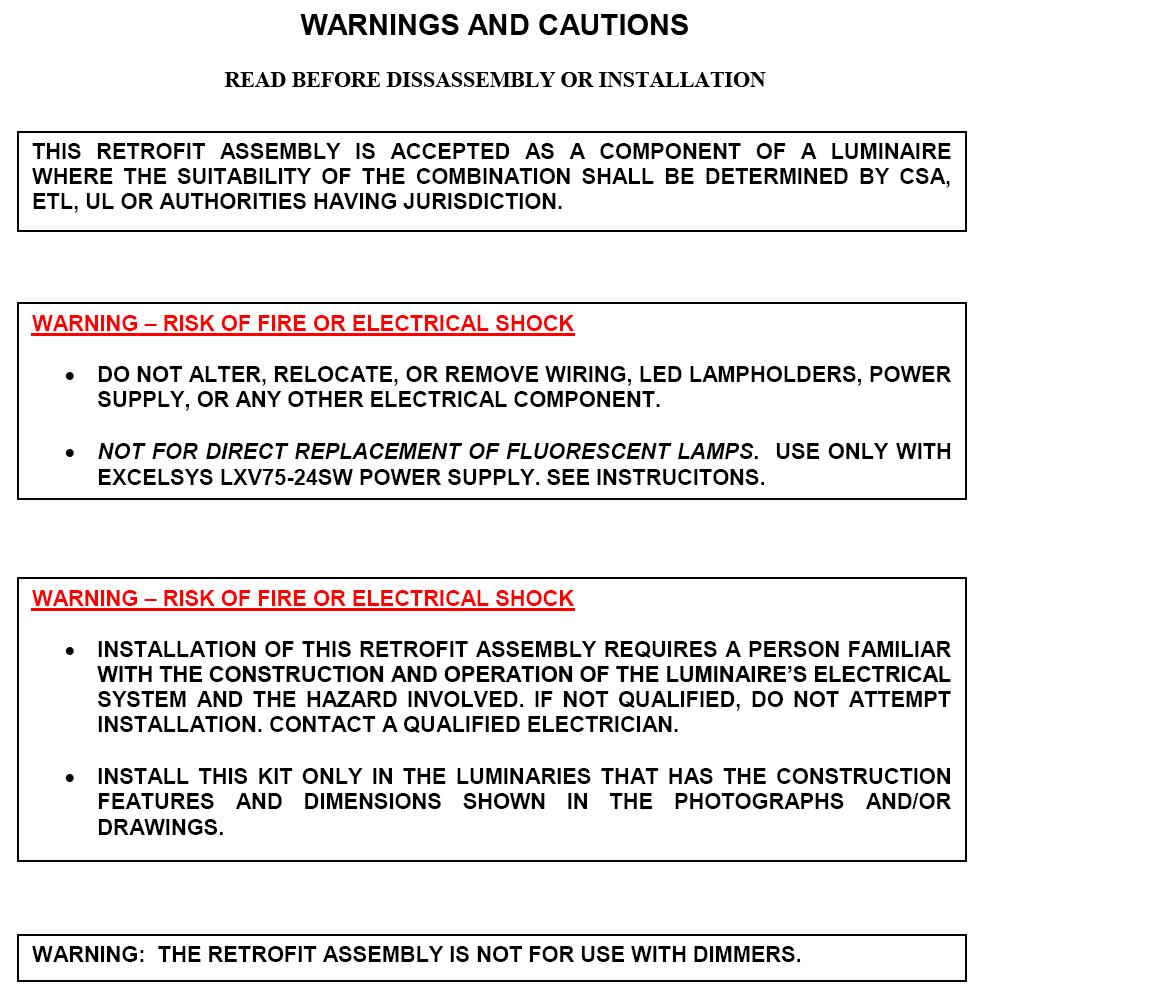 WARNINGS AND CAUTIONS
READ BEFORE DISSASSEMBLY OR INSTALLATION
THIS RETROFIT ASSEMBLY IS ACCEPTED AS A COMPONENT OF A LUMINAIRE
WHERE THE SUITABILITY OF THE COMBINATION SHALL BE DETERMINED BY CSA,
ETL, UL OR AUTHORITIES HAVING JURISDICTION.
WARNING – RISK OF FIRE OR ELECTRICAL SHOCK
• DO NOT ALTER, RELOCATE, OR REMOVE WIRING, LED LAMPHOLDERS, POWER
SUPPLY, OR ANY OTHER ELECTRICAL COMPONENT.
• NOT FOR DIRECT REPLACEMENT OF FLUORESCENT LAMPS. USE ONLY WITH
EXCELSYS LXV75-24SW POWER SUPPLY. SEE INSTRUCITONS.
WARNING – RISK OF FIRE OR ELECTRICAL SHOCK
• INSTALLATION OF THIS RETROFIT ASSEMBLY REQUIRES A PERSON FAMILIAR
WITH THE CONSTRUCTION AND OPERATION OF THE LUMINAIRE’S ELECTRICAL
SYSTEM AND THE HAZARD INVOLVED. IF NOT QUALIFIED, DO NOT ATTEMPT
INSTALLATION. CONTACT A QUALIFIED ELECTRICIAN.
• INSTALL THIS KIT ONLY IN THE LUMINARIES THAT HAS THE CONSTRUCTION
FEATURES AND DIMENSIONS SHOWN IN THE PHOTOGRAPHS AND/OR
DRAWINGS.
WARNING: THE RETROFIT ASSEMBLY IS NOT FOR USE WITH DIMMERS.